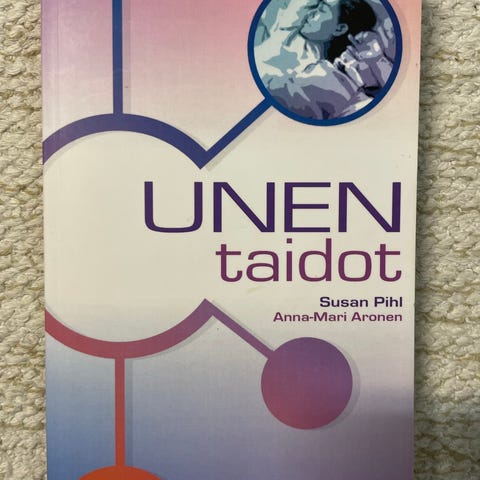 UNEN
taidot
Susan Pihl
Anna-Mari Aronen